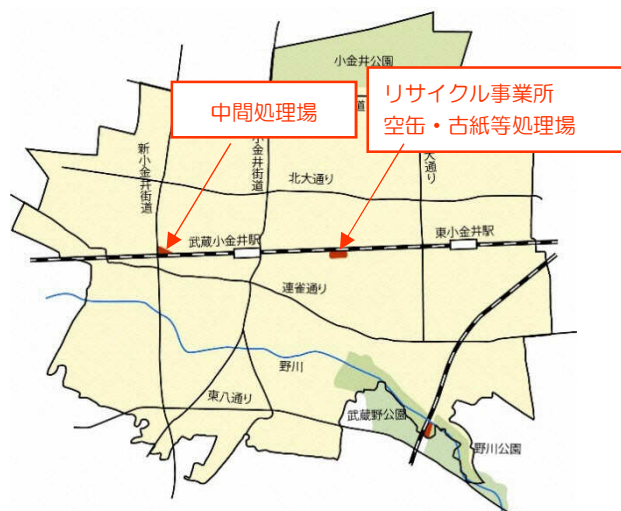 小金井公園
中間処理場
リサイクル事業所
空缶・古紙等処理場
道
新小金井街道
小金井街道
北大通り
大通り
武蔵小金井駅
東小金井駅
連雀通り
野川
東八通り
武蔵野公園
野川公園